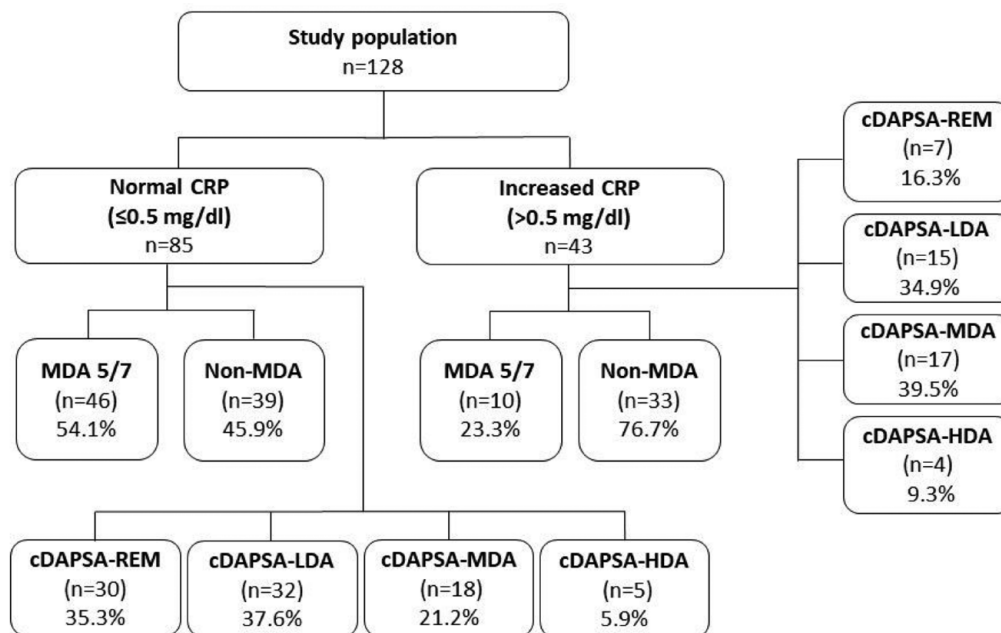 Study population
n=128
Normal CRP
(≤0.5 mg/dl)
n=85
Increased CRP
(>0.5 mg/dl)
n=43
MDA 5/7
(n=46)
54.1%
Non-MDA
(n=39)
45.9%
MDA 5/7
(n=10)
23.3%
Non-MDA
(n=33)
76.7%
cDAPSA-REM
(n=7)
16.3%
cDAPSA-LDA
(n=15)
34.9%
cDAPSA-MDA
(n=17)
39.5%
cDAPSA-HDA
(n=4)
9.3%
cDAPSA-REM
(n=30)
35.3%
cDAPSA-LDA
(n=32)
37.6%
cDAPSA-MDA
(n=18)
21.2%
cDAPSA-HDA
(n=5)
5.9%